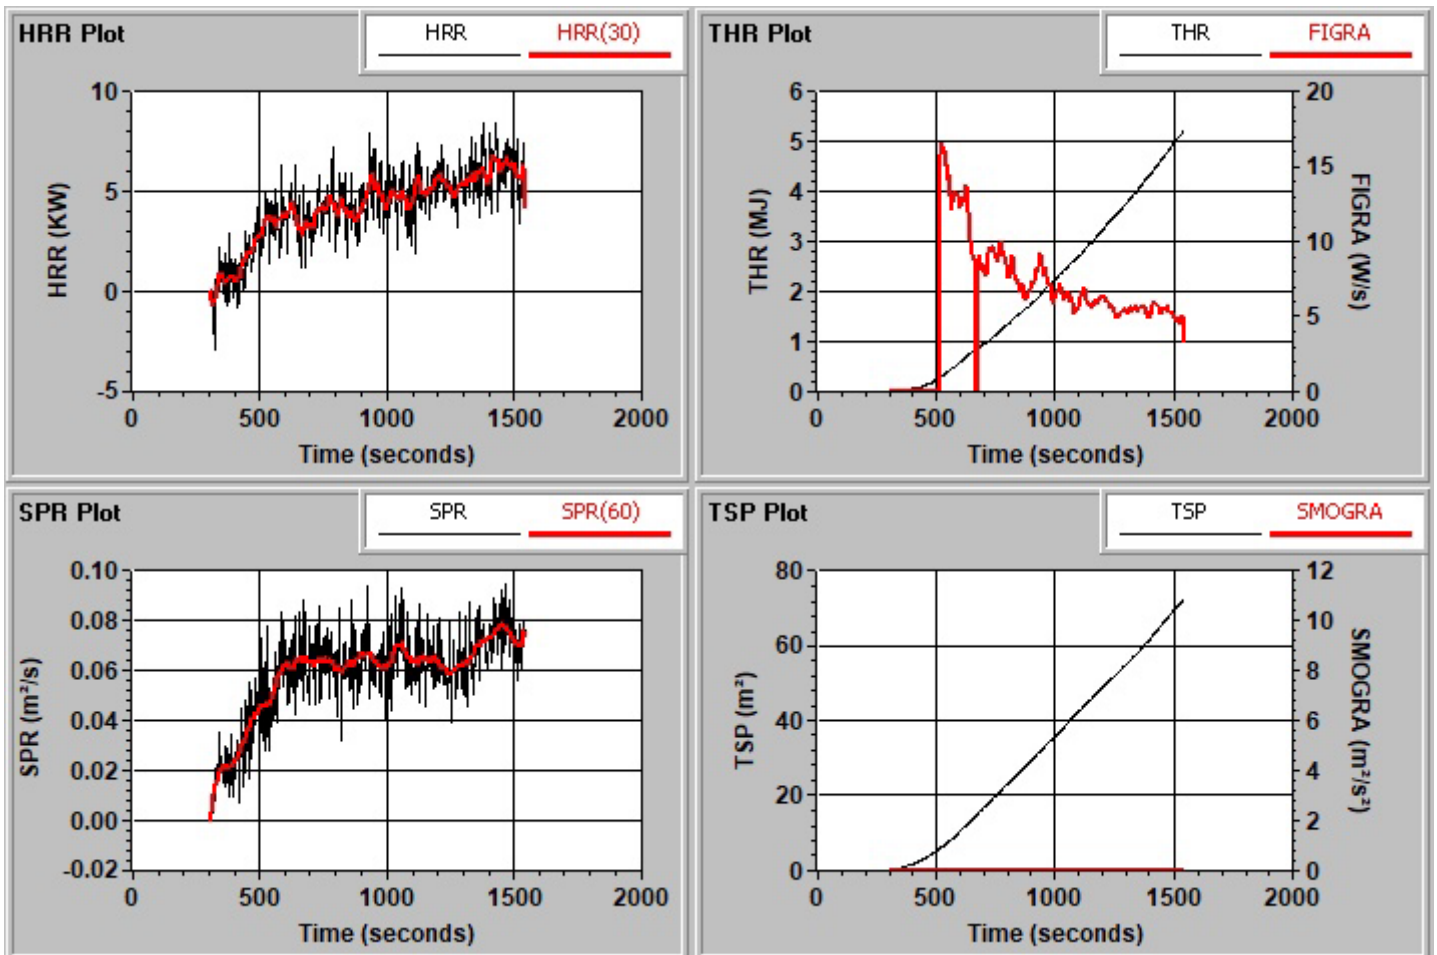 HRR Plot
HRR HRR(30)
10
5
0
-5
HRR (KW)
0 500 1000 1500 2000
Time (seconds)
THR Plot
THR FIGRA
6
5
4
3
2
1
0
THR (MJ)
20
15
10
5
0
FIGRA (W/s)
0 500 1000 1500 2000
Time (seconds)
SPR Plot
SPR SPR(60)
0.10
0.08
0.06
0.04
0.02
0.00
-0.02
SPR (m²/s)
0 500 1000 1500 2000
Time (seconds)
TSP Plot
TSP SMOGRA
80
60
40
20
0
TSP (m²)
12
10
8
6
4
2
0
SMOGRA (m²/s²)
0 500 1000 1500 2000
Time (seconds)